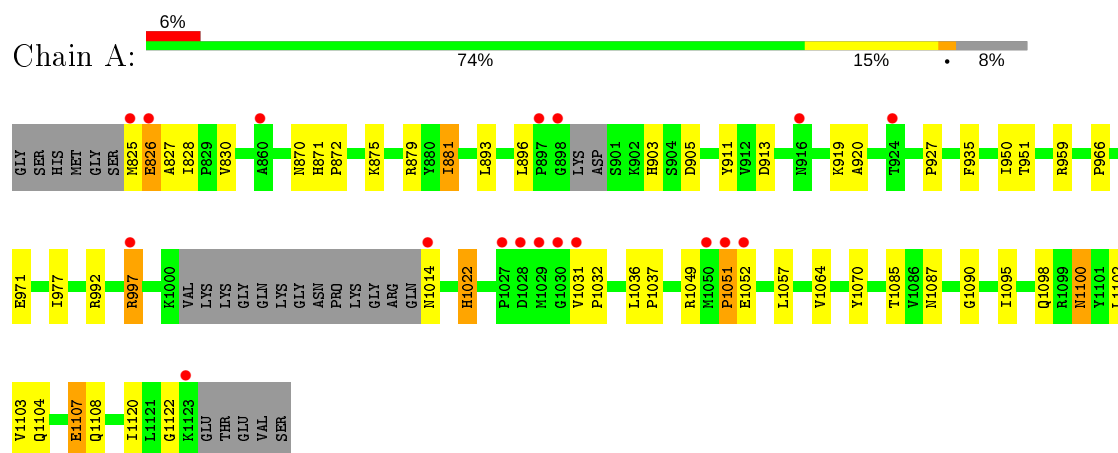 6%
Chain A:
74% 15% • 8%
GLY SER HIS MET GLY SER M825 E826 A827 I828 P829 V830 A860 N870 H871 P872 K875 R879 Y880 I881 L893 L896 P897 G898 LYS ASP S901 K902 H903 S904 D905 Y911 V912 D913 N916 K919 A920 T924 P927 F935 I950 T951 R959 P966
E971 I977 R992 R997 K1000 VAL LYS LYS GLY GLN LYS GLY ASN PRO LYS GLY ARG GLN N1014 H1022 P1027 D1028 M1029 G1030 V1031 P1032 L1036 P1037 R1049 M1050 P1051 E1052 L1057 V1064 Y1070 T1085 V1086 N1087 G1090 I1095 Q1098 R1099 N1100 Y1101
V1103 Q1104 E1107 Q1108 I1120 L1121 G1122 K1123 GLU THR GLU VAL SER